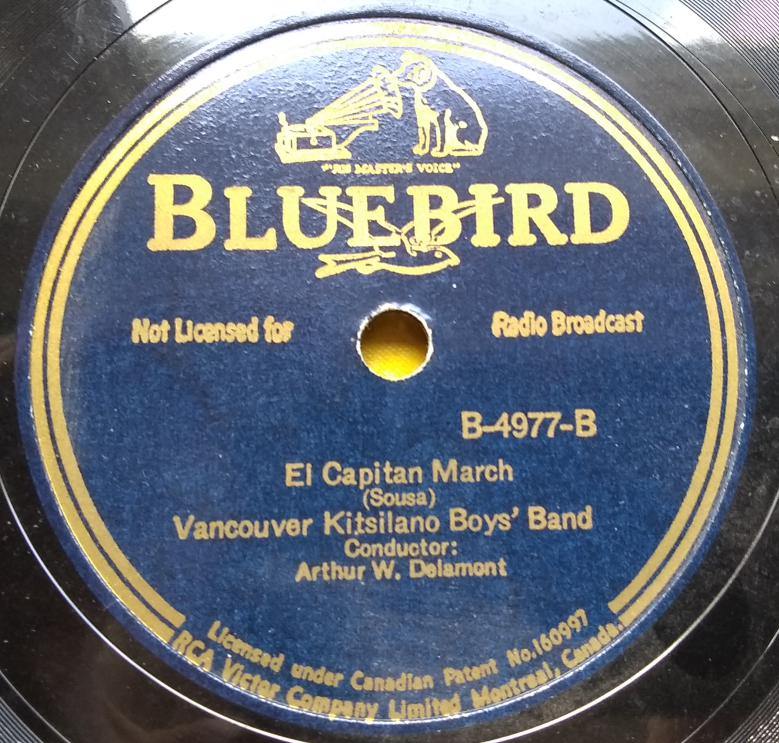 "HIS MASTER'S VOICE"
BLUEBIRD
Not Licensed for Radio Broadcast
B-4977-B
El Capitan March
(Sousa)
Vancouver Kitsilano Boys' Band
Conductor:
Arthur W. Delamont
Licensed under Canadian Patent No.160997
RCA Victor Company Limited Montreal, Canada.